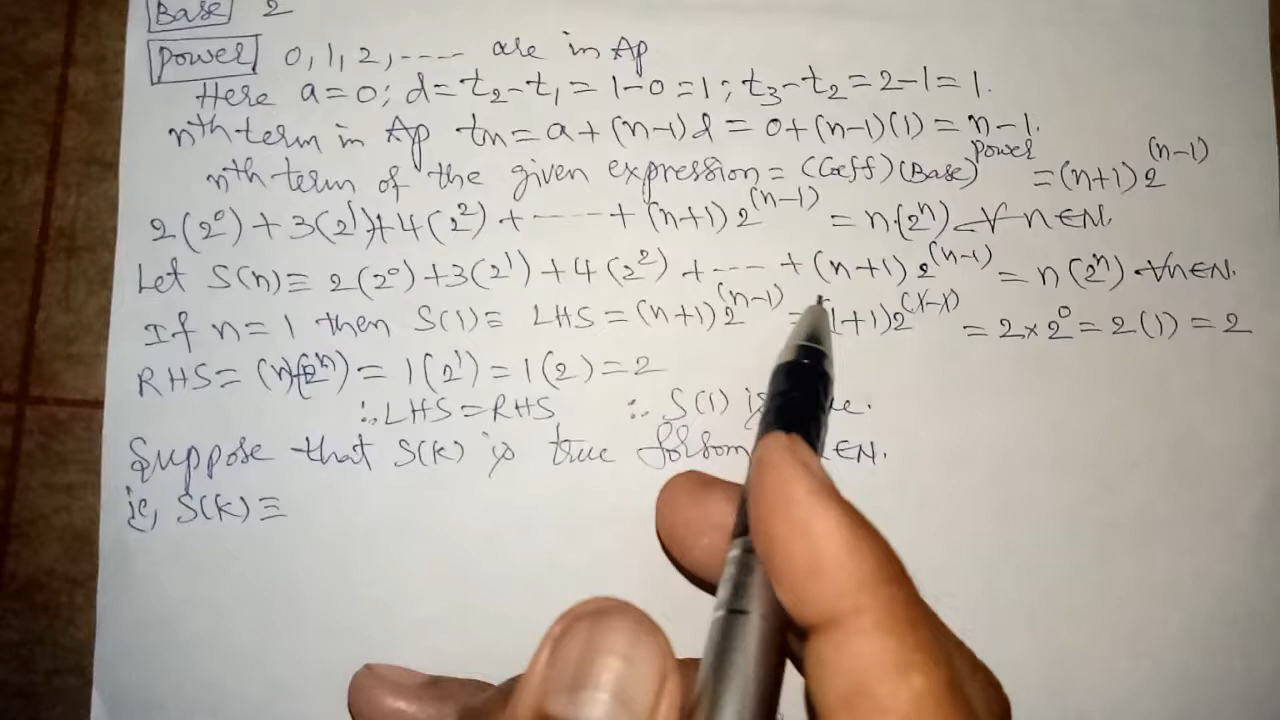 Base 2
Power 0, 1, 2, ---- are in Ap
Here a=0; d=t₂-t₁=1-0=1; t₃-t₂=2-1=1.
nth term in Ap tn=a+(n-1)d=0+(n-1)(1)=n-1.
nth term of the given expression=(Coeff)(Base)^Power =(n+1)2^(n-1)
2(2⁰)+3(2¹)+4(2²)+------+(n+1)2^(n-1) =n(2ⁿ) ∀ n∈N.
Let S(n)≡ 2(2⁰)+3(2¹)+4(2²)+----+(n+1)2^(n-1)=n(2ⁿ) ∀n∈N.
If n=1 then S(1)≡ LHS=(n+1)2^(n-1)= 1+1)2^(1-1) =2×2⁰=2(1)=2
RHS=(n)(2ⁿ)=1(2¹)=1(2)=2
∴LHS=RHS ∴ S(1)
Suppose that S(k) is true for ∈N.
ie, S(k)≡